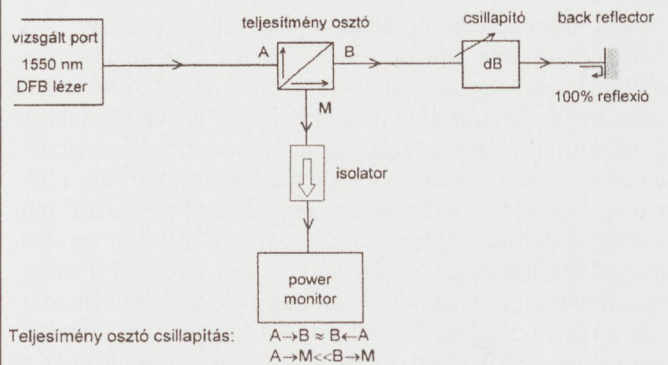 teljesítmény osztó
csillapító
back reflector
vizsgált port
1550 nm
DFB lézer
A
B
dB
100% reflexió
M
isolator
power
monitor
Teljesímény osztó csillapítás: A→B ≈ B←A
A→M<<B→M